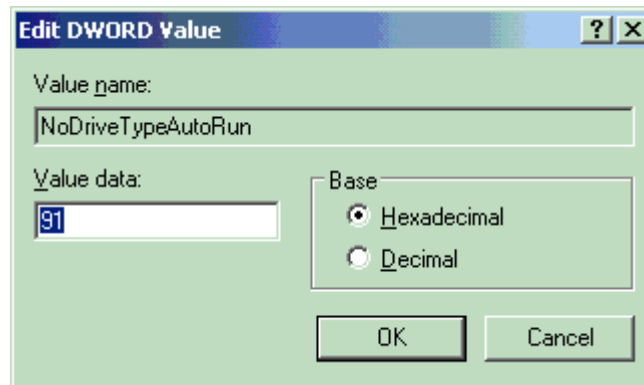 Edit DWORD Value
?
Value name:
NoDriveTypeAutoRun
Value data:
91
Base
Hexadecimal
Decimal
OK
Cancel